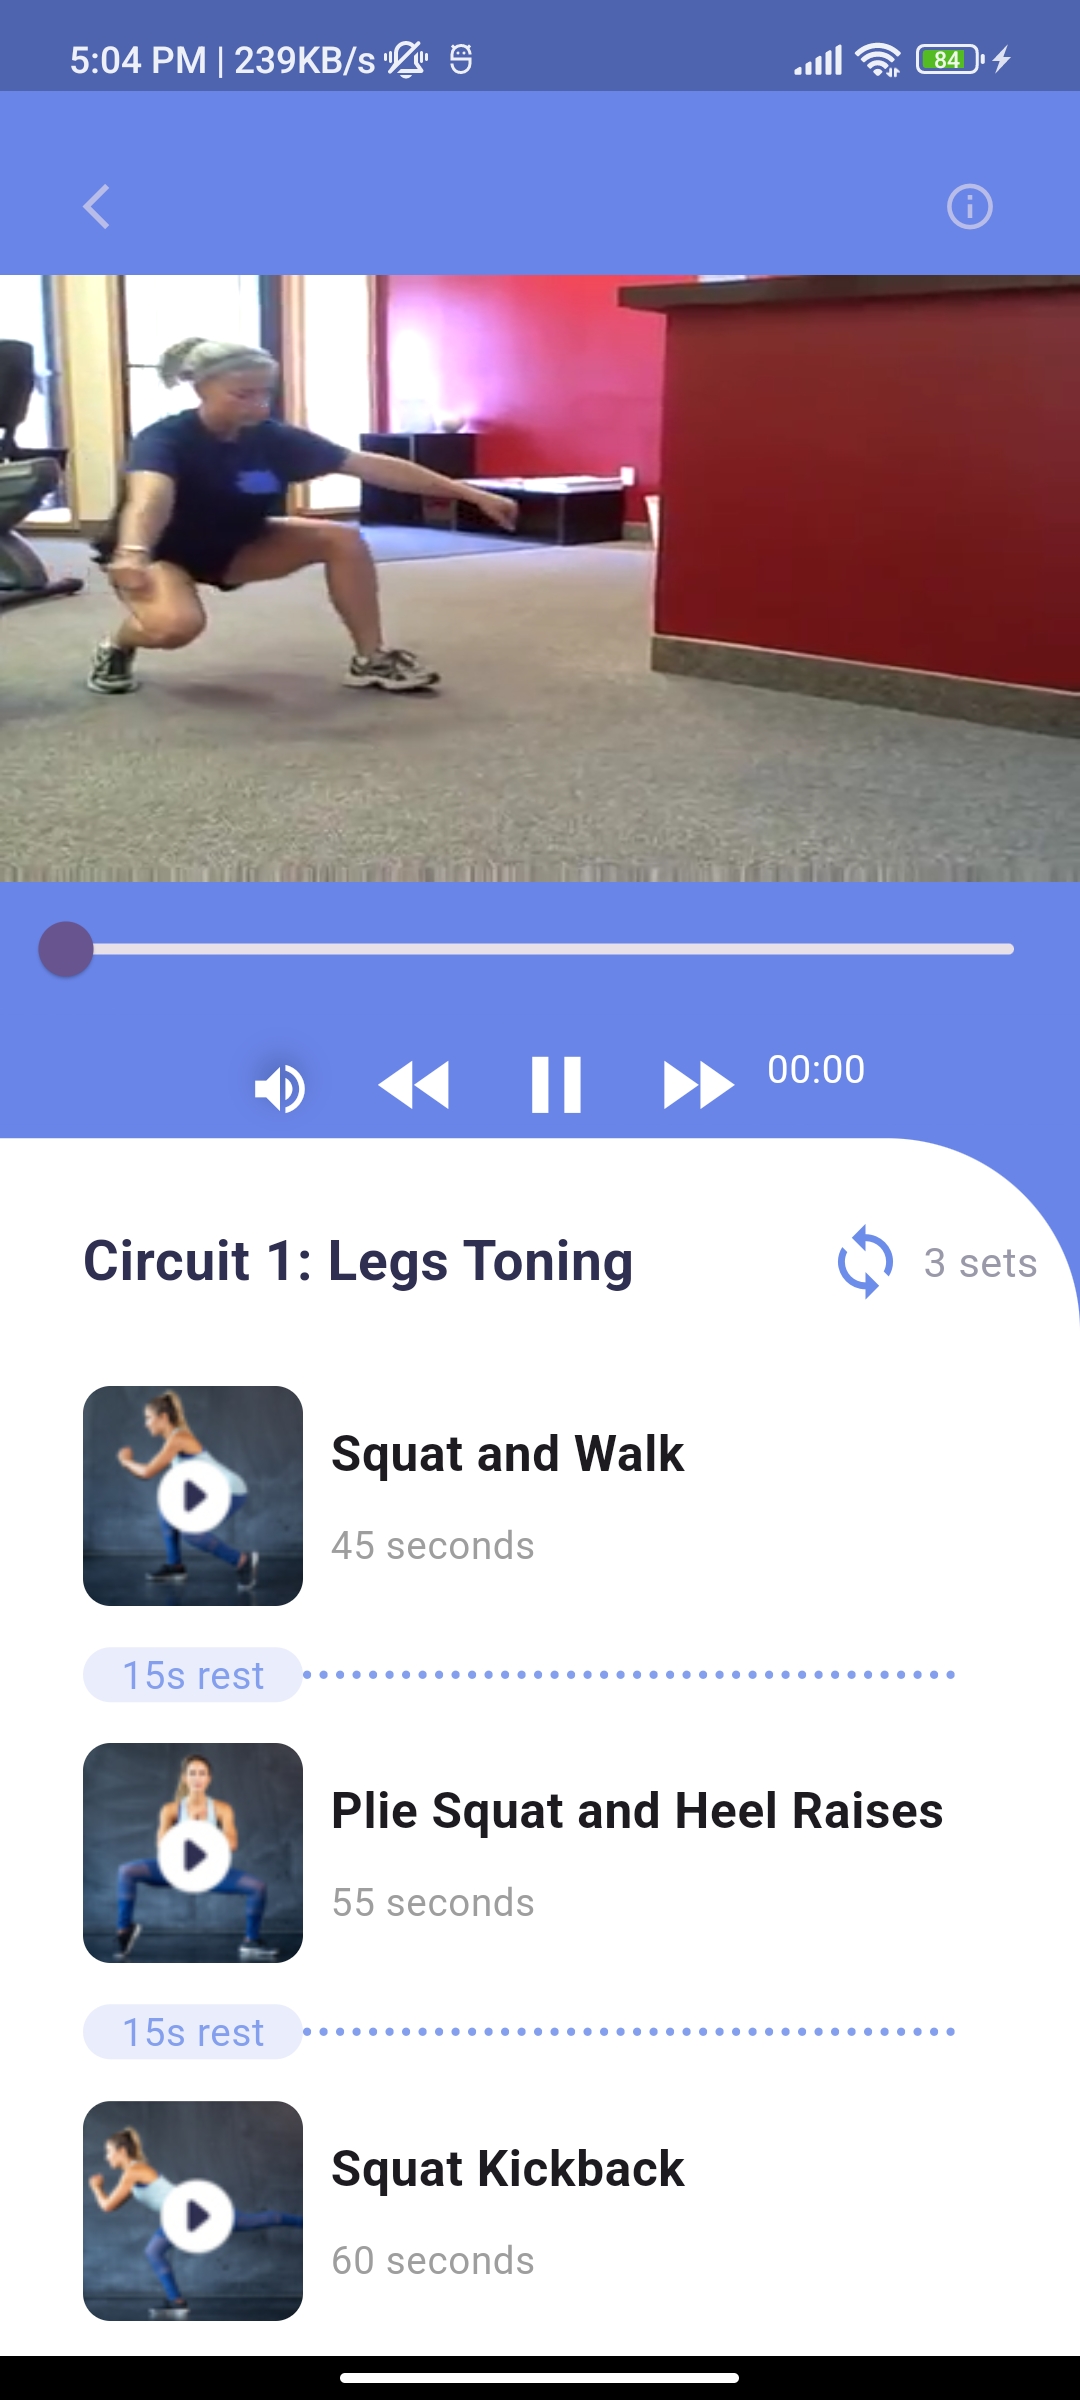 5:04 PM | 239KB/s
84
00:00
Circuit 1: Legs Toning
3 sets
Squat and Walk
45 seconds
15s rest
Plie Squat and Heel Raises
55 seconds
15s rest
Squat Kickback
60 seconds